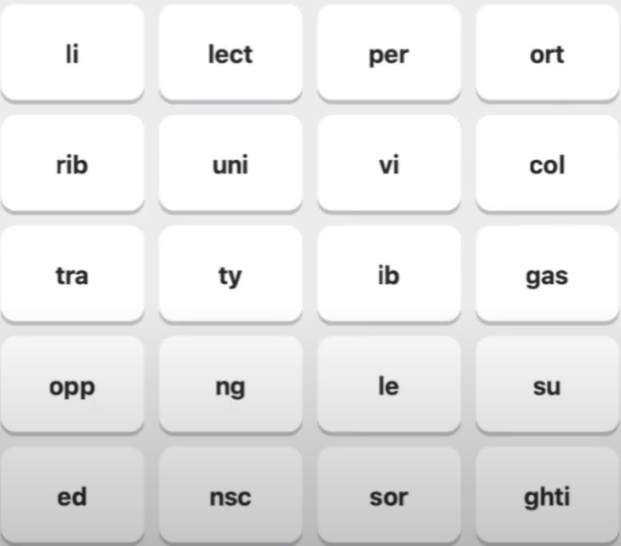 li lect per ort
rib uni vi col
tra ty ib gas
opp ng le su
ed nsc sor ghti